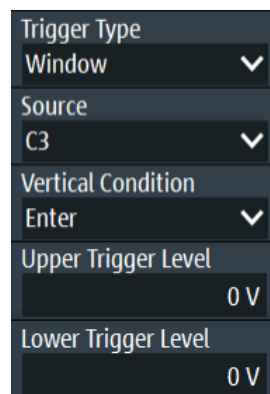 Trigger Type
Window
Source
C3
Vertical Condition
Enter
Upper Trigger Level
0 V
Lower Trigger Level
0 V